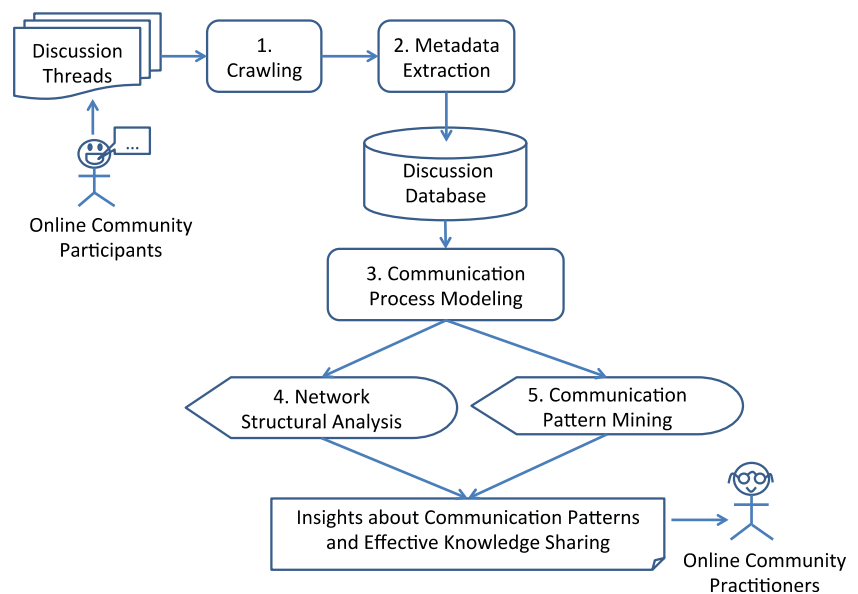 Discussion
Threads
1.
Crawling
2. Metadata
Extraction
...
Discussion
Database
Online Community
Participants
3. Communication
Process Modeling
4. Network
Structural Analysis
5. Communication
Pattern Mining
Insights about Communication Patterns
and Effective Knowledge Sharing
Online Community
Practitioners